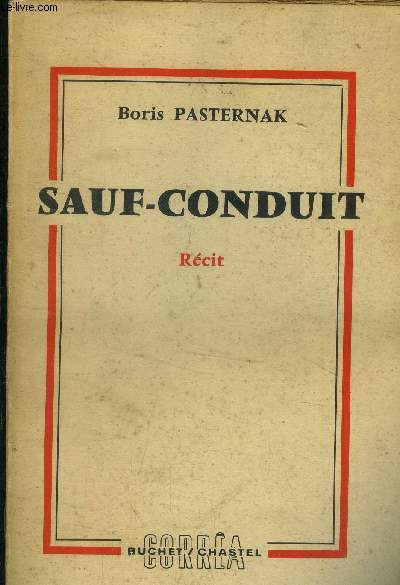 e-livre.com
Boris PASTERNAK
SAUF-CONDUIT
Récit
CORRÊA
BUCHET/CHASTEL